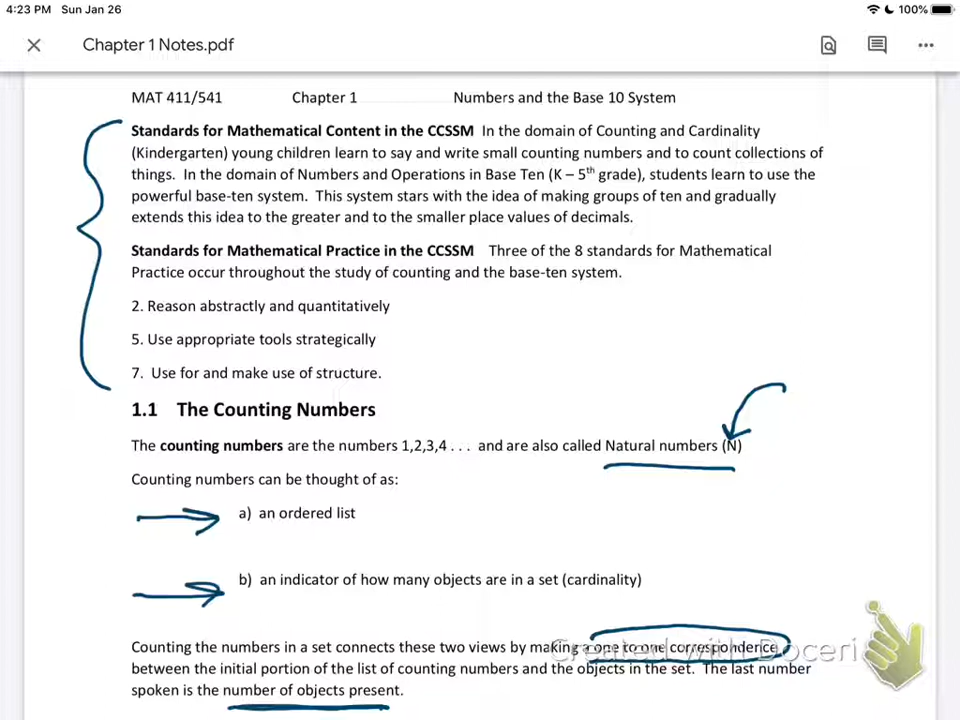 4:23 PM Sun Jan 26 100%
Chapter 1 Notes.pdf
MAT 411/541 Chapter 1 Numbers and the Base 10 System
Standards for Mathematical Content in the CCSSM In the domain of Counting and Cardinality
(Kindergarten) young children learn to say and write small counting numbers and to count collections of
things. In the domain of Numbers and Operations in Base Ten (K – 5th grade), students learn to use the
powerful base-ten system. This system stars with the idea of making groups of ten and gradually
extends this idea to the greater and to the smaller place values of decimals.
Standards for Mathematical Practice in the CCSSM Three of the 8 standards for Mathematical
Practice occur throughout the study of counting and the base-ten system.
2. Reason abstractly and quantitatively
5. Use appropriate tools strategically
7. Use for and make use of structure.
1.1 The Counting Numbers
The counting numbers are the numbers 1,2,3,4 . . . and are also called Natural numbers (N)
Counting numbers can be thought of as:
a) an ordered list
b) an indicator of how many objects are in a set (cardinality)
Counting the numbers in a set connects these two views by making a one to one correspondence
Created with Doceri
between the initial portion of the list of counting numbers and the objects in the set. The last number
spoken is the number of objects present.